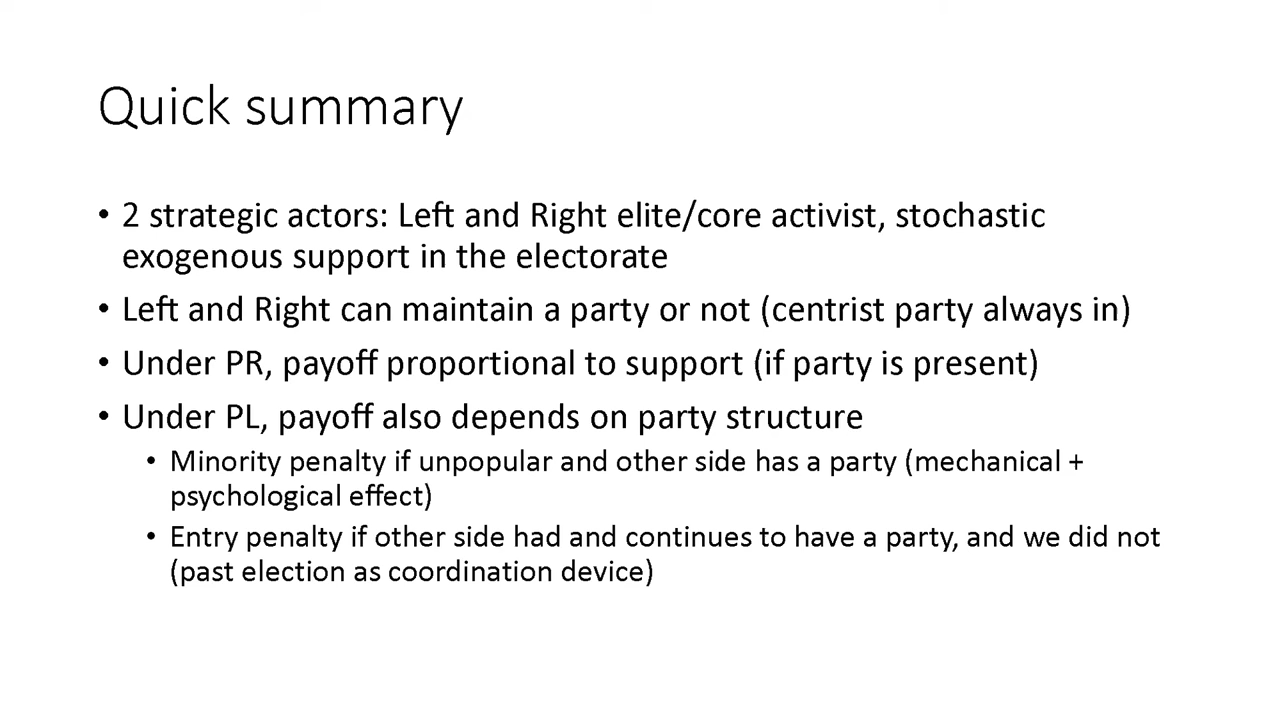 Quick summary
• 2 strategic actors: Left and Right elite/core activist, stochastic
exogenous support in the electorate
• Left and Right can maintain a party or not (centrist party always in)
• Under PR, payoff proportional to support (if party is present)
• Under PL, payoff also depends on party structure
• Minority penalty if unpopular and other side has a party (mechanical +
psychological effect)
• Entry penalty if other side had and continues to have a party, and we did not
(past election as coordination device)